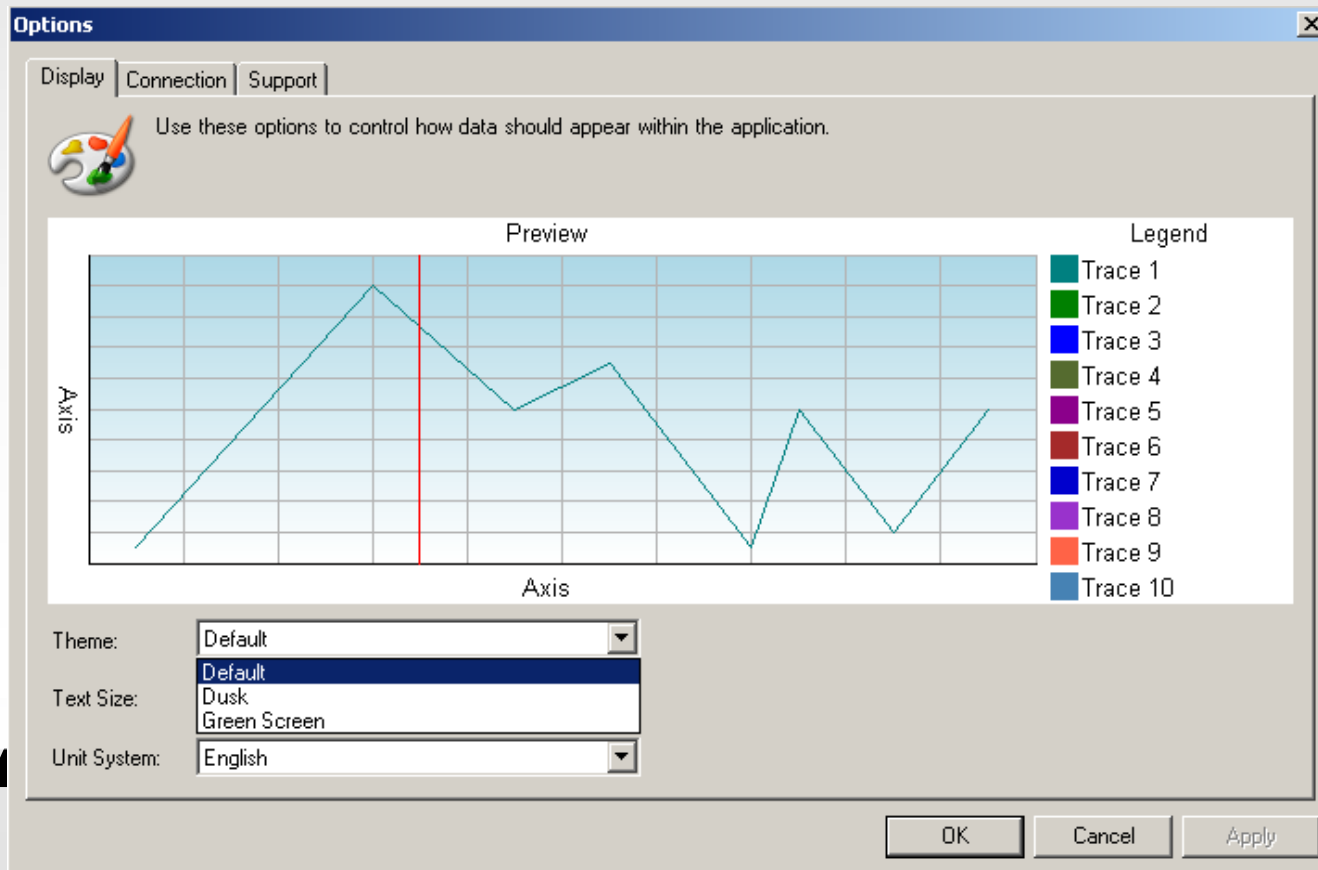 Options
Display Connection Support
Use these options to control how data should appear within the application.
Preview
Legend
Trace 1
Trace 2
Trace 3
Trace 4
Trace 5
Trace 6
Trace 7
Trace 8
Trace 9
Trace 10
Axis
Axis
Theme: Default
Default
Text Size: Dusk
Green Screen
Unit System: English
OK Cancel Apply